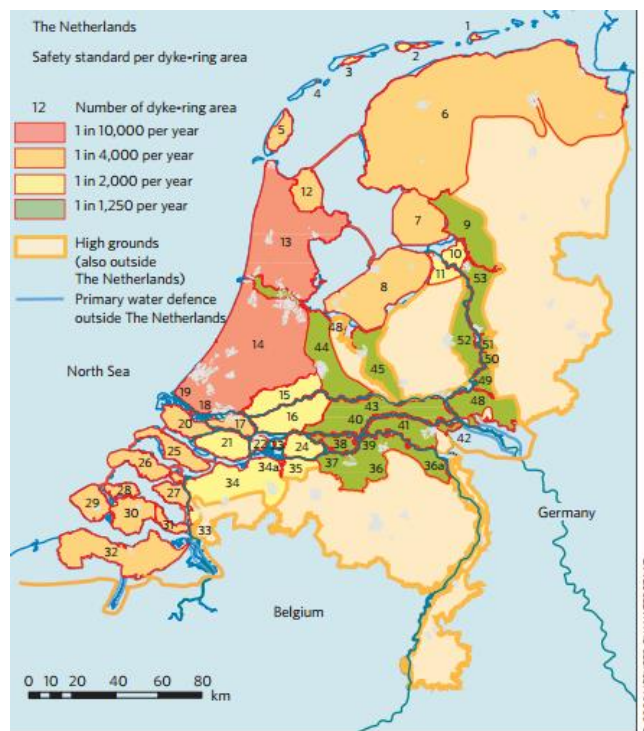 The Netherlands
Safety standard per dyke-ring area
12 Number of dyke-ring area
1 in 10,000 per year
1 in 4,000 per year
1 in 2,000 per year
1 in 1,250 per year
High grounds
(also outside
The Netherlands)
Primary water defence
outside The Netherlands
North Sea
Germany
Belgium
0 10 20 40 60 80
km
1
2
3
4
5
6
12
7
9
13
10
11
8
53
48
44
52
51
50
14
45
49
19
15
18
43
48
20
17
16
40
41
42
21
22
24
38
39
25
26
34a
35
37
36
36a
28
27
34
29
30
31
33
32